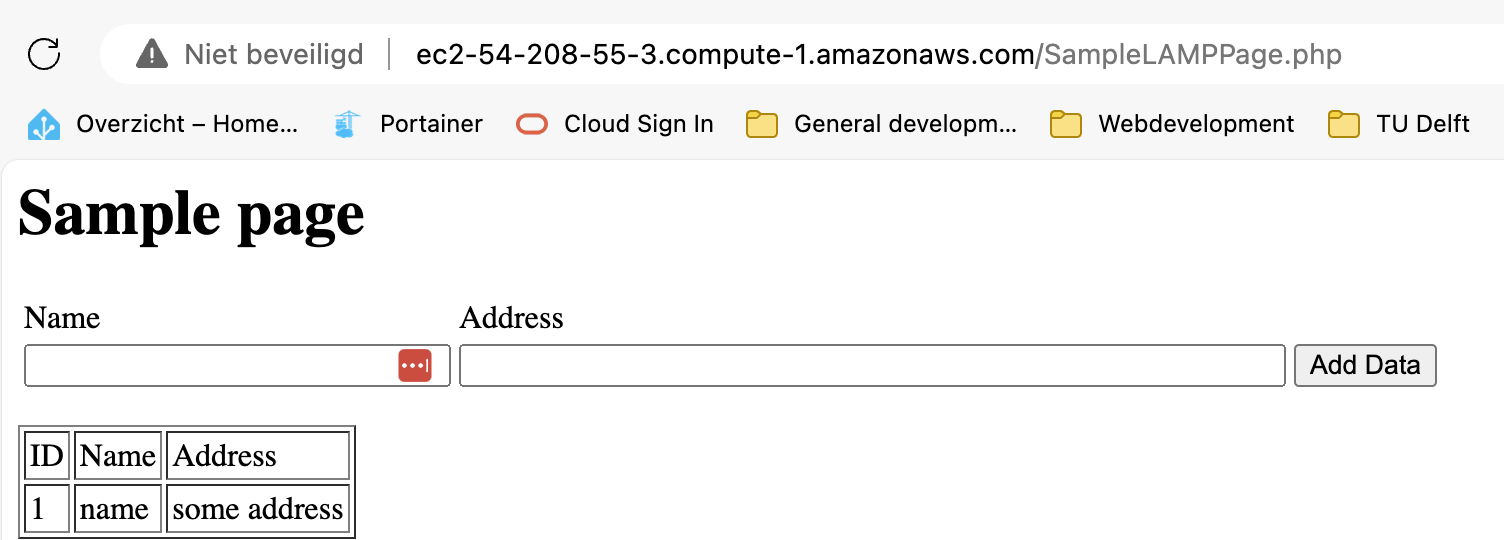 Niet beveiligd ec2-54-208-55-3.compute-1.amazonaws.com/SampleLAMPPage.php
Overzicht – Home... Portainer Cloud Sign In General developm... Webdevelopment TU Delft
Sample page
Name Address
Add Data
ID Name Address
1 name some address